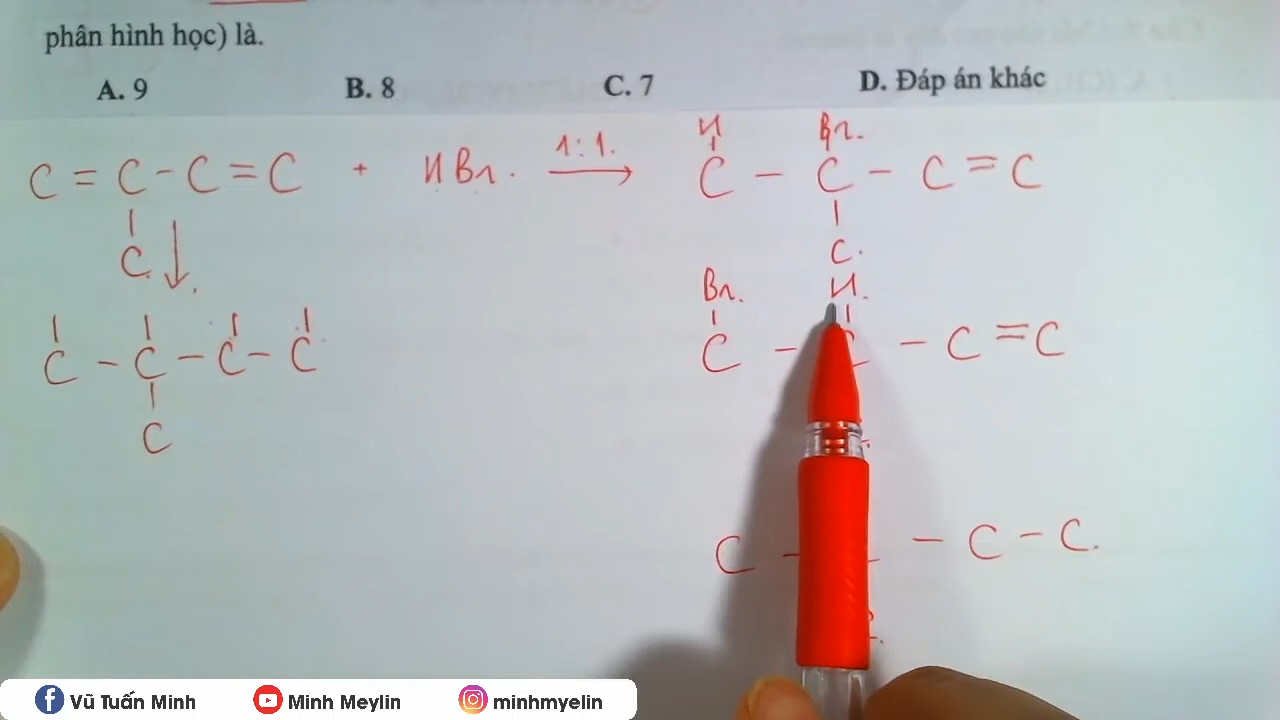 phân hình học) là.
A. 9 B. 8 C. 7 D. Đáp án khác
H Br.
C = C - C = C + HBr. 1:1. → C - C - C = C
C. ↓ C.
Br. H.
C - C - C - C C - C - C = C
C
C - - C - C.
Vũ Tuấn Minh Minh Meylin minhmyelin